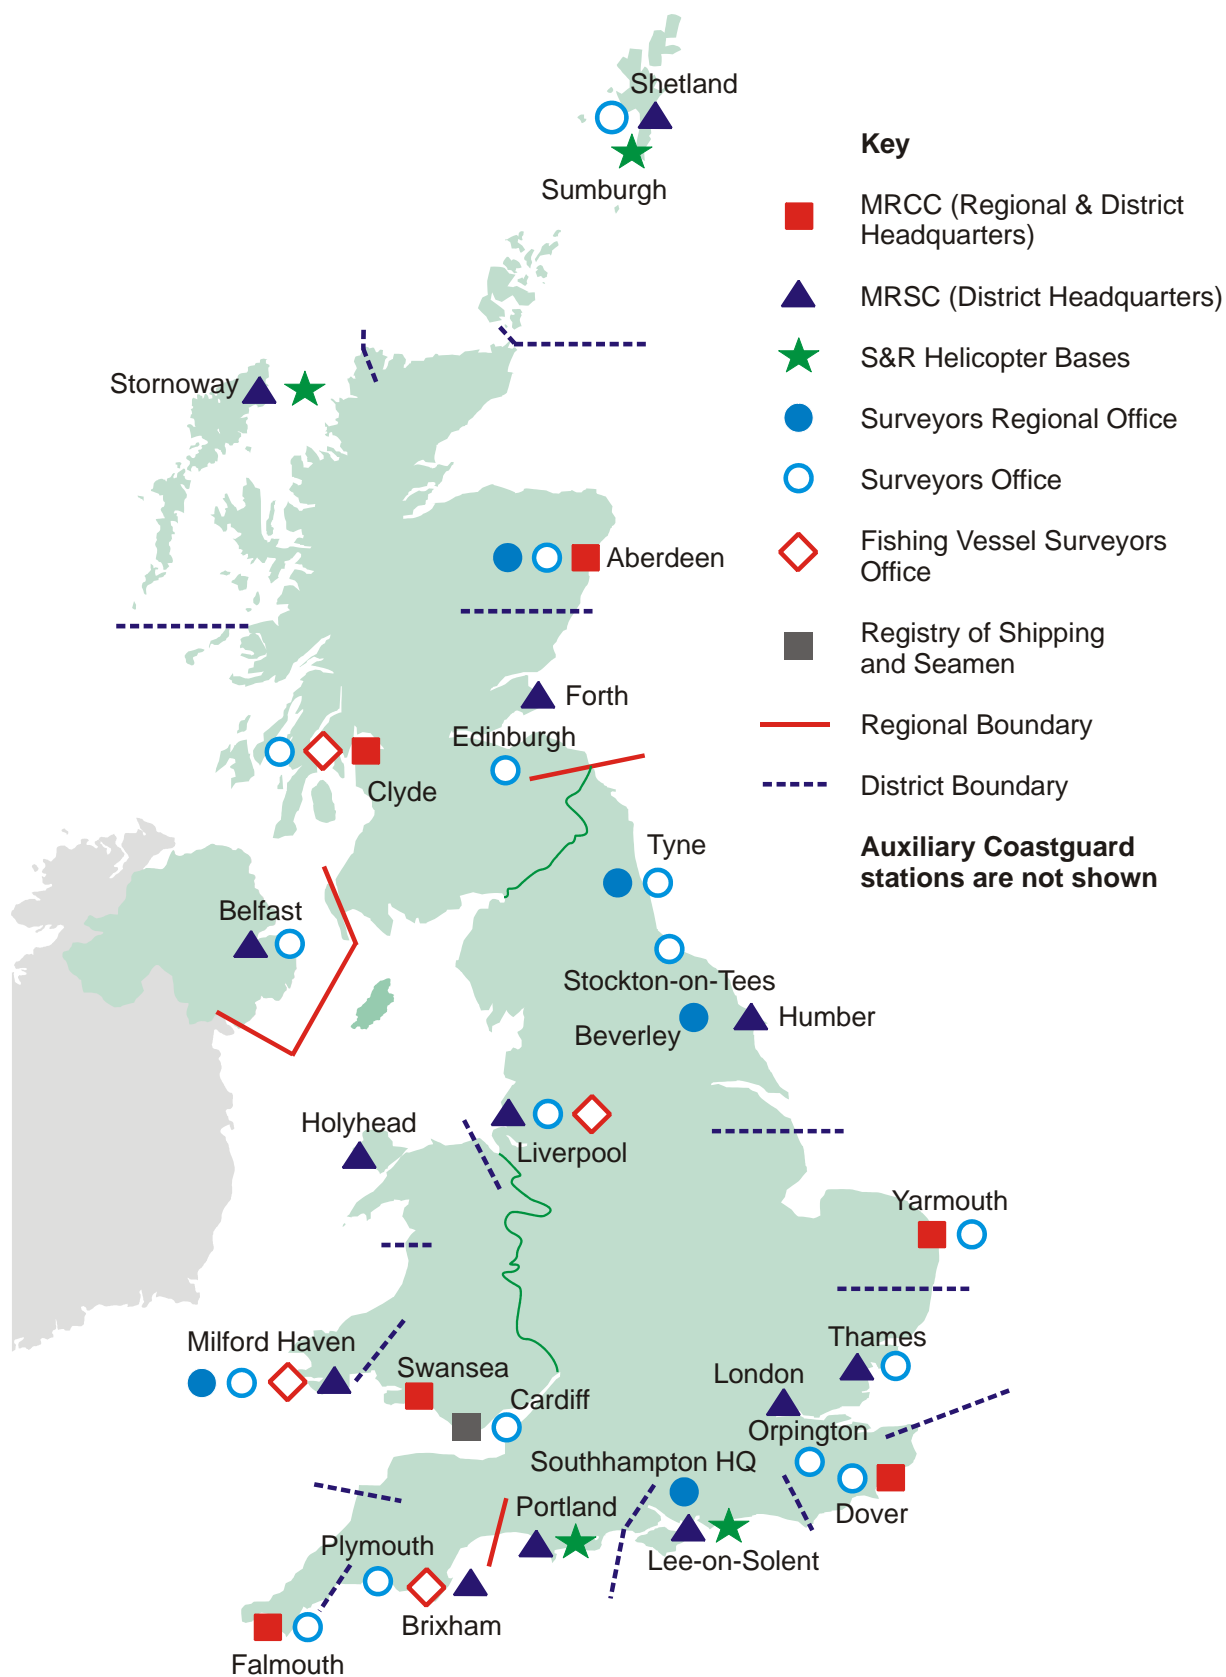 Shetland
Sumburgh
Stornoway
Aberdeen
Forth
Edinburgh
Clyde
Tyne
Belfast
Stockton-on-Tees
Beverley
Humber
Holyhead
Liverpool
Yarmouth
Milford Haven
Thames
Swansea
London
Cardiff
Orpington
Southhampton HQ
Portland
Dover
Plymouth
Lee-on-Solent
Brixham
Falmouth
Key
MRCC (Regional & District
Headquarters)
MRSC (District Headquarters)
S&R Helicopter Bases
Surveyors Regional Office
Surveyors Office
Fishing Vessel Surveyors
Office
Registry of Shipping
and Seamen
Regional Boundary
District Boundary
Auxiliary Coastguard
stations are not shown